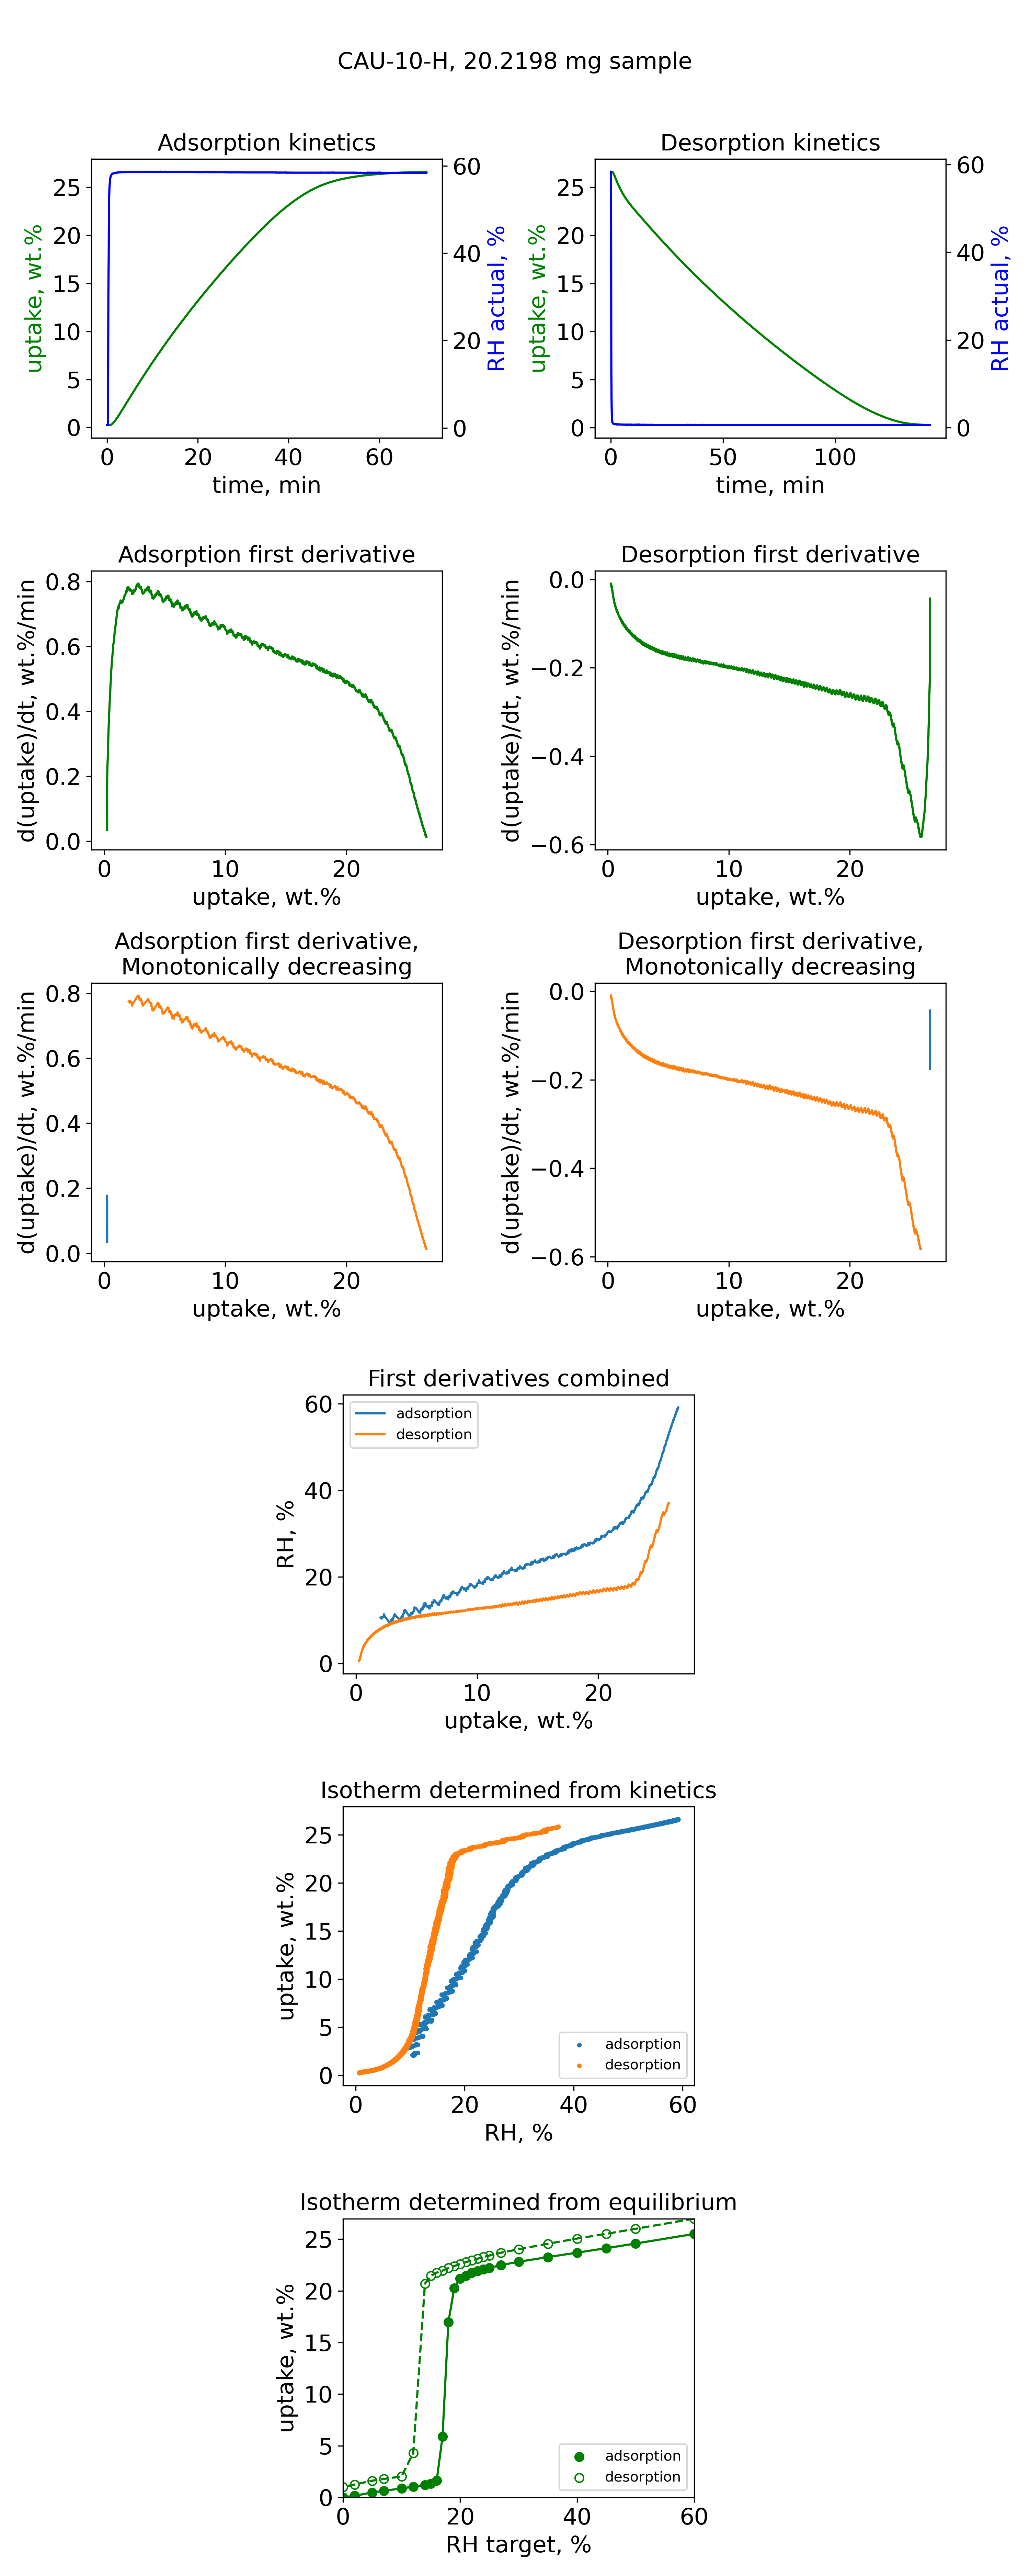 CAU-10-H, 20.2198 mg sample
Adsorption kinetics
uptake, wt.%
25
20
15
10
5
0
60
40
20
0
RH actual, %
0 20 40 60
time, min
Desorption kinetics
uptake, wt.%
25
20
15
10
5
0
60
40
20
0
RH actual, %
0 50 100
time, min
Adsorption first derivative
d(uptake)/dt, wt.%/min
0.8
0.6
0.4
0.2
0.0
0 10 20
uptake, wt.%
Desorption first derivative
d(uptake)/dt, wt.%/min
0.0
−0.2
−0.4
−0.6
0 10 20
uptake, wt.%
Adsorption first derivative,
Monotonically decreasing
d(uptake)/dt, wt.%/min
0.8
0.6
0.4
0.2
0.0
0 10 20
uptake, wt.%
Desorption first derivative,
Monotonically decreasing
d(uptake)/dt, wt.%/min
0.0
−0.2
−0.4
−0.6
0 10 20
uptake, wt.%
First derivatives combined
adsorption
desorption
RH, %
60
40
20
0
0 10 20
uptake, wt.%
Isotherm determined from kinetics
uptake, wt.%
25
20
15
10
5
0
adsorption
desorption
0 20 40 60
RH, %
Isotherm determined from equilibrium
uptake, wt.%
25
20
15
10
5
0
adsorption
desorption
0 20 40 60
RH target, %